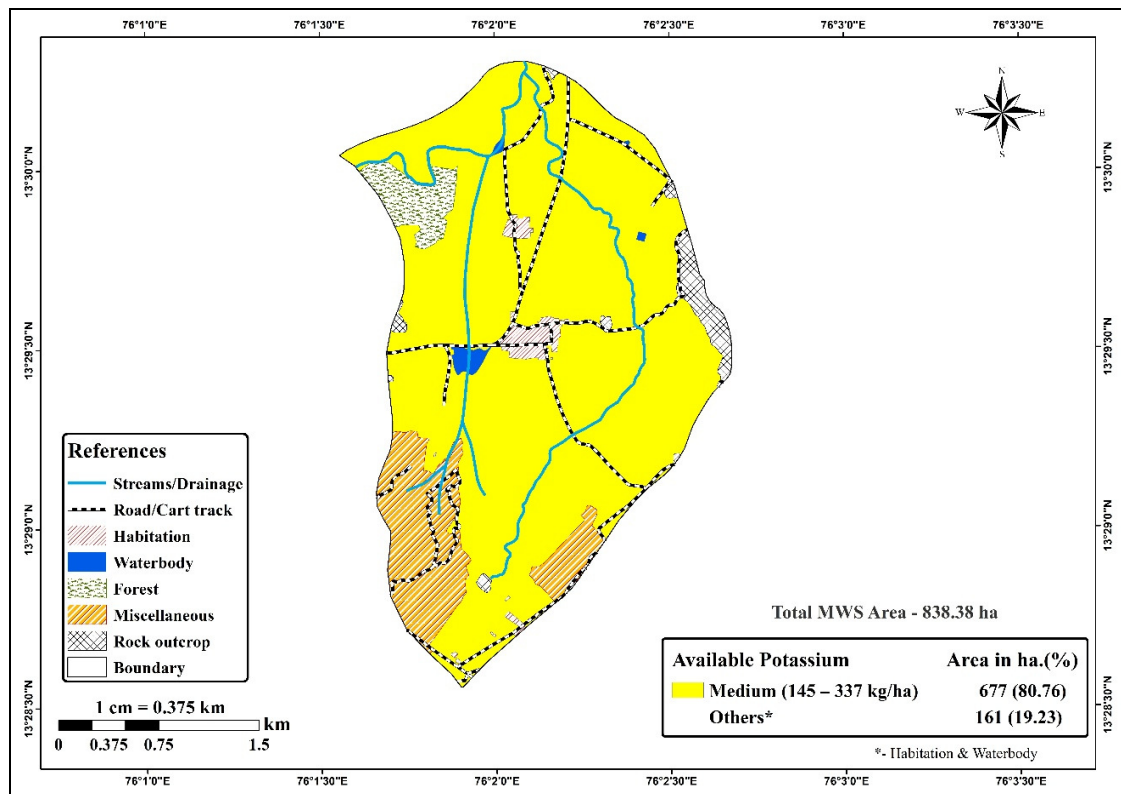 76°1'0"E 76°1'30"E 76°2'0"E 76°2'30"E 76°3'0"E 76°3'30"E
N
W E
S
13°30'0"N 13°30'0"N
13°29'30"N 13°29'30"N
13°29'0"N 13°29'0"N
13°28'30"N 13°28'30"N
References
Streams/Drainage
Road/Cart track
Habitation
Waterbody
Forest
Miscellaneous
Rock outcrop
Boundary
1 cm = 0.375 km
km
0 0.375 0.75 1.5
Total MWS Area - 838.38 ha
Available Potassium Area in ha.(%)
Medium (145 – 337 kg/ha) 677 (80.76)
Others* 161 (19.23)
*- Habitation & Waterbody
76°1'0"E 76°1'30"E 76°2'0"E 76°2'30"E 76°3'0"E 76°3'30"E